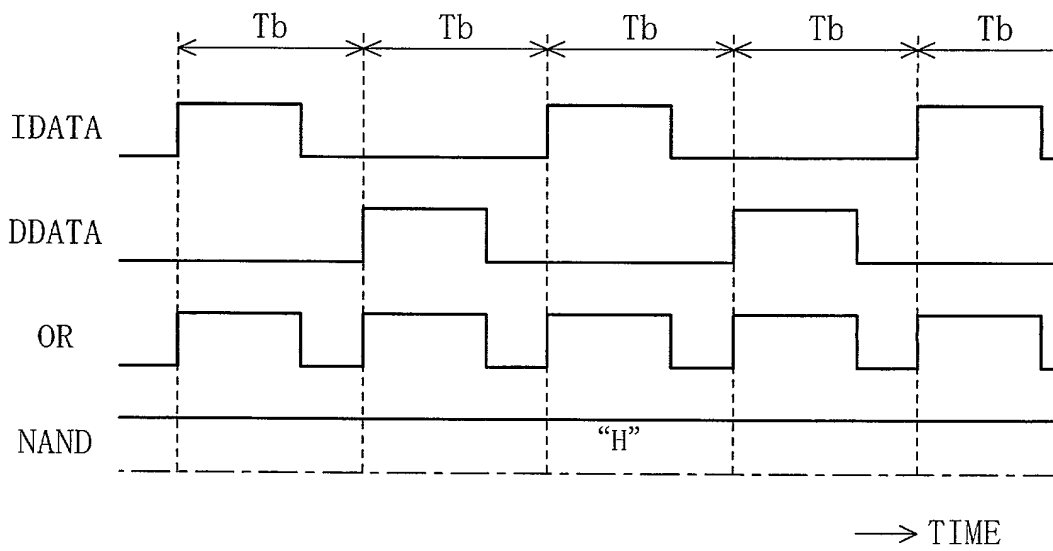 Tb Tb Tb Tb Tb
IDATA
DDATA
OR
NAND
“H”
TIME